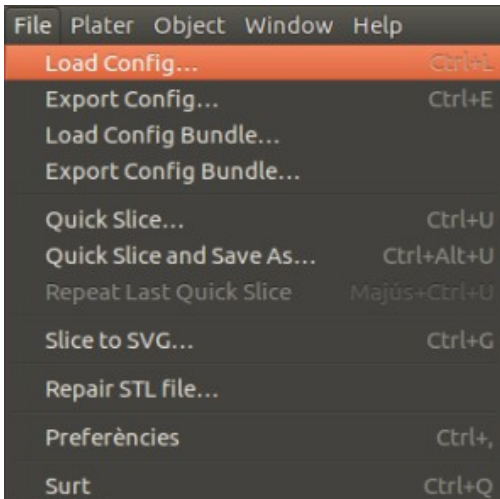 File Plater Object Window Help
Load Config... Ctrl+L
Export Config... Ctrl+E
Load Config Bundle...
Export Config Bundle...
Quick Slice... Ctrl+U
Quick Slice and Save As... Ctrl+Alt+U
Repeat Last Quick Slice Majús+Ctrl+U
Slice to SVG... Ctrl+G
Repair STL file...
Preferències Ctrl+,
Surt Ctrl+Q